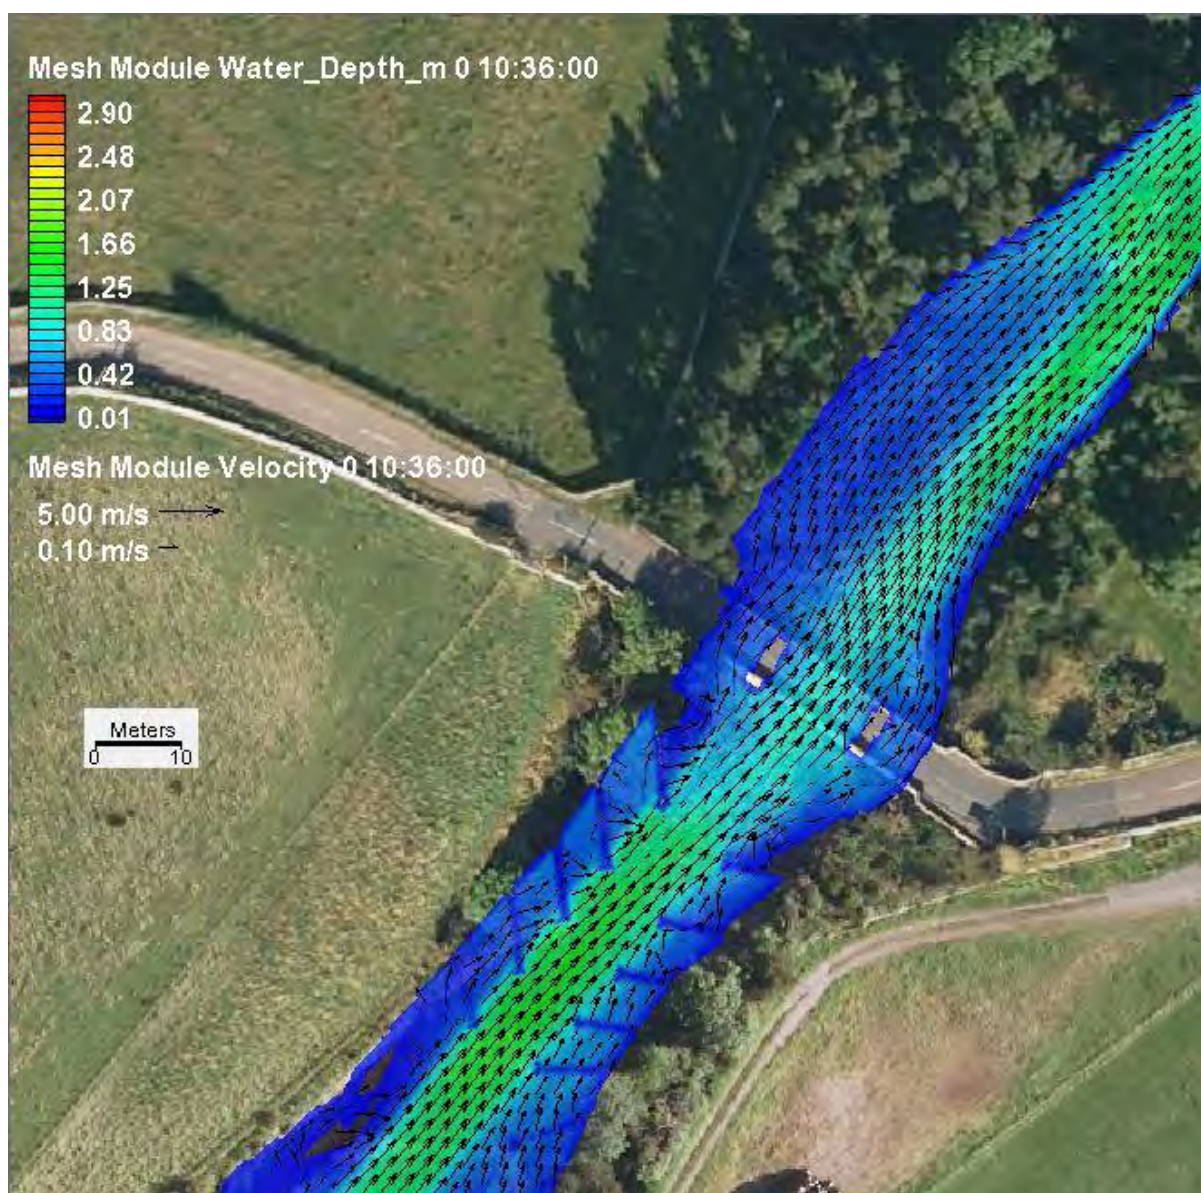 Mesh Module Water_Depth_m 0 10:36:00
2.90
2.48
2.07
1.66
1.25
0.83
0.42
0.01
Mesh Module Velocity 0 10:36:00
5.00 m/s
0.10 m/s
Meters
0 10